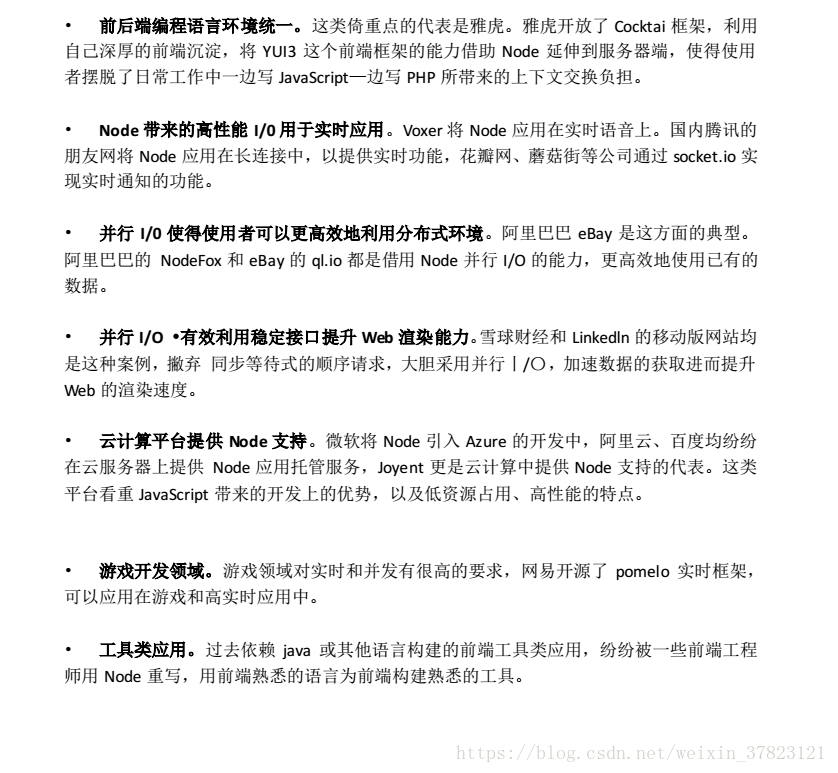 • 前后端编程语言环境统一。这类倚重点的代表是雅虎。雅虎开放了 Cocktai 框架，利用
自己深厚的前端沉淀，将 YUI3 这个前端框架的能力借助 Node 延伸到服务器端，使得使用
者摆脱了日常工作中一边写 JavaScript—边写 PHP 所带来的上下文交换负担。
• Node 带来的高性能 I/0 用于实时应用。Voxer 将 Node 应用在实时语音上。国内腾讯的
朋友网将 Node 应用在长连接中，以提供实时功能，花瓣网、蘑菇街等公司通过 socket.io 实
现实时通知的功能。
• 并行 I/0 使得使用者可以更高效地利用分布式环境。阿里巴巴 eBay 是这方面的典型。
阿里巴巴的 NodeFox 和 eBay 的 ql.io 都是借用 Node 并行 I/O 的能力，更高效地使用已有的
数据。
• 并行 I/O •有效利用稳定接口提升 Web 渲染能力。雪球财经和 Linkedln 的移动版网站均
是这种案例，撇弃 同步等待式的顺序请求，大胆采用并行丨/〇，加速数据的获取进而提升
Web 的渲染速度。
• 云计算平台提供 Node 支持。微软将 Node 引入 Azure 的开发中，阿里云、百度均纷纷
在云服务器上提供 Node 应用托管服务，Joyent 更是云计算中提供 Node 支持的代表。这类
平台看重 JavaScript 带来的开发上的优势，以及低资源占用、高性能的特点。
• 游戏开发领域。游戏领域对实时和并发有很高的要求，网易开源了 pomelo 实时框架，
可以应用在游戏和高实时应用中。
• 工具类应用。过去依赖 java 或其他语言构建的前端工具类应用，纷纷被一些前端工程
师用 Node 重写，用前端熟悉的语言为前端构建熟悉的工具。
https://blog.csdn.net/weixin_37823121